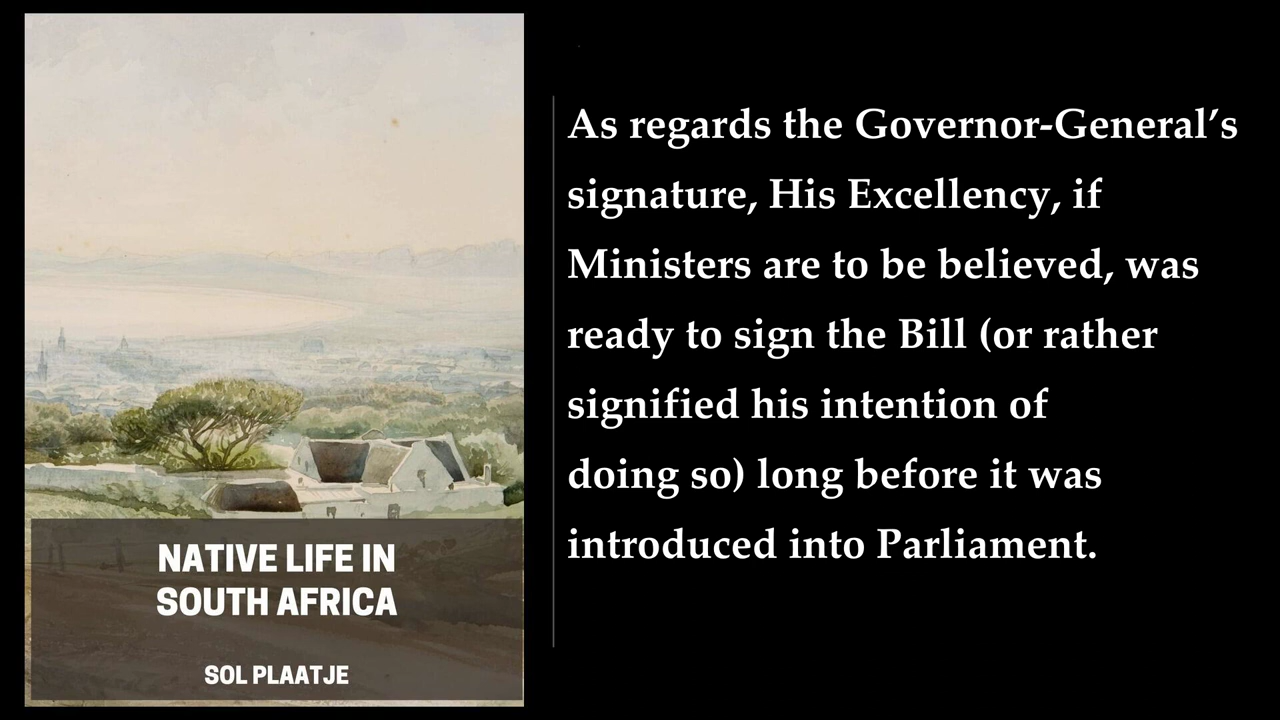 NATIVE LIFE IN
SOUTH AFRICA
SOL PLAATJE
As regards the Governor-General’s
signature, His Excellency, if
Ministers are to be believed, was
ready to sign the Bill (or rather
signified his intention of
doing so) long before it was
introduced into Parliament.